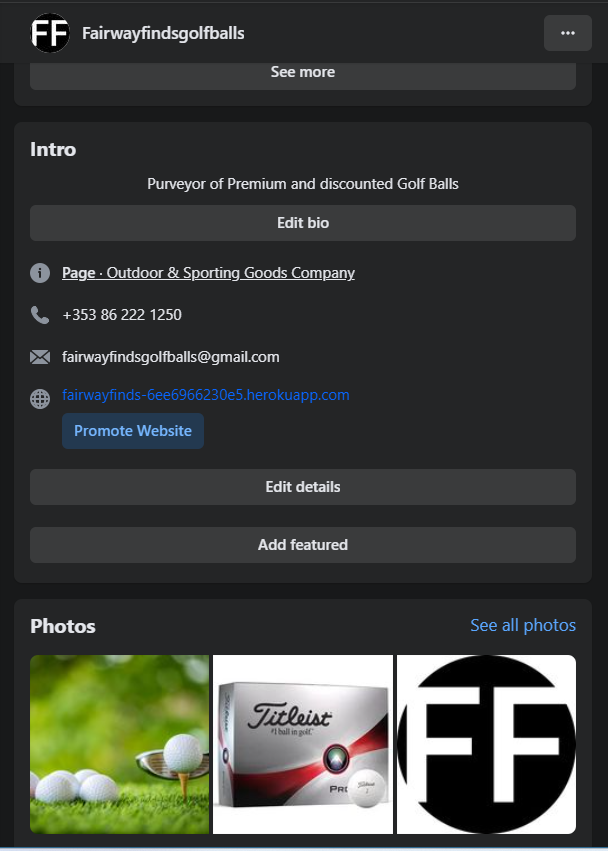 FF
Fairwayfindsgolfballs
See more
Intro
Purveyor of Premium and discounted Golf Balls
Edit bio
Page · Outdoor & Sporting Goods Company
+353 86 222 1250
fairwayfindsgolfballs@gmail.com
fairwayfinds-6ee6966230e5.herokuapp.com
Promote Website
Edit details
Add featured
Photos
See all photos
Titleist
#1 ball in golf.
PRO
Titleist
FF